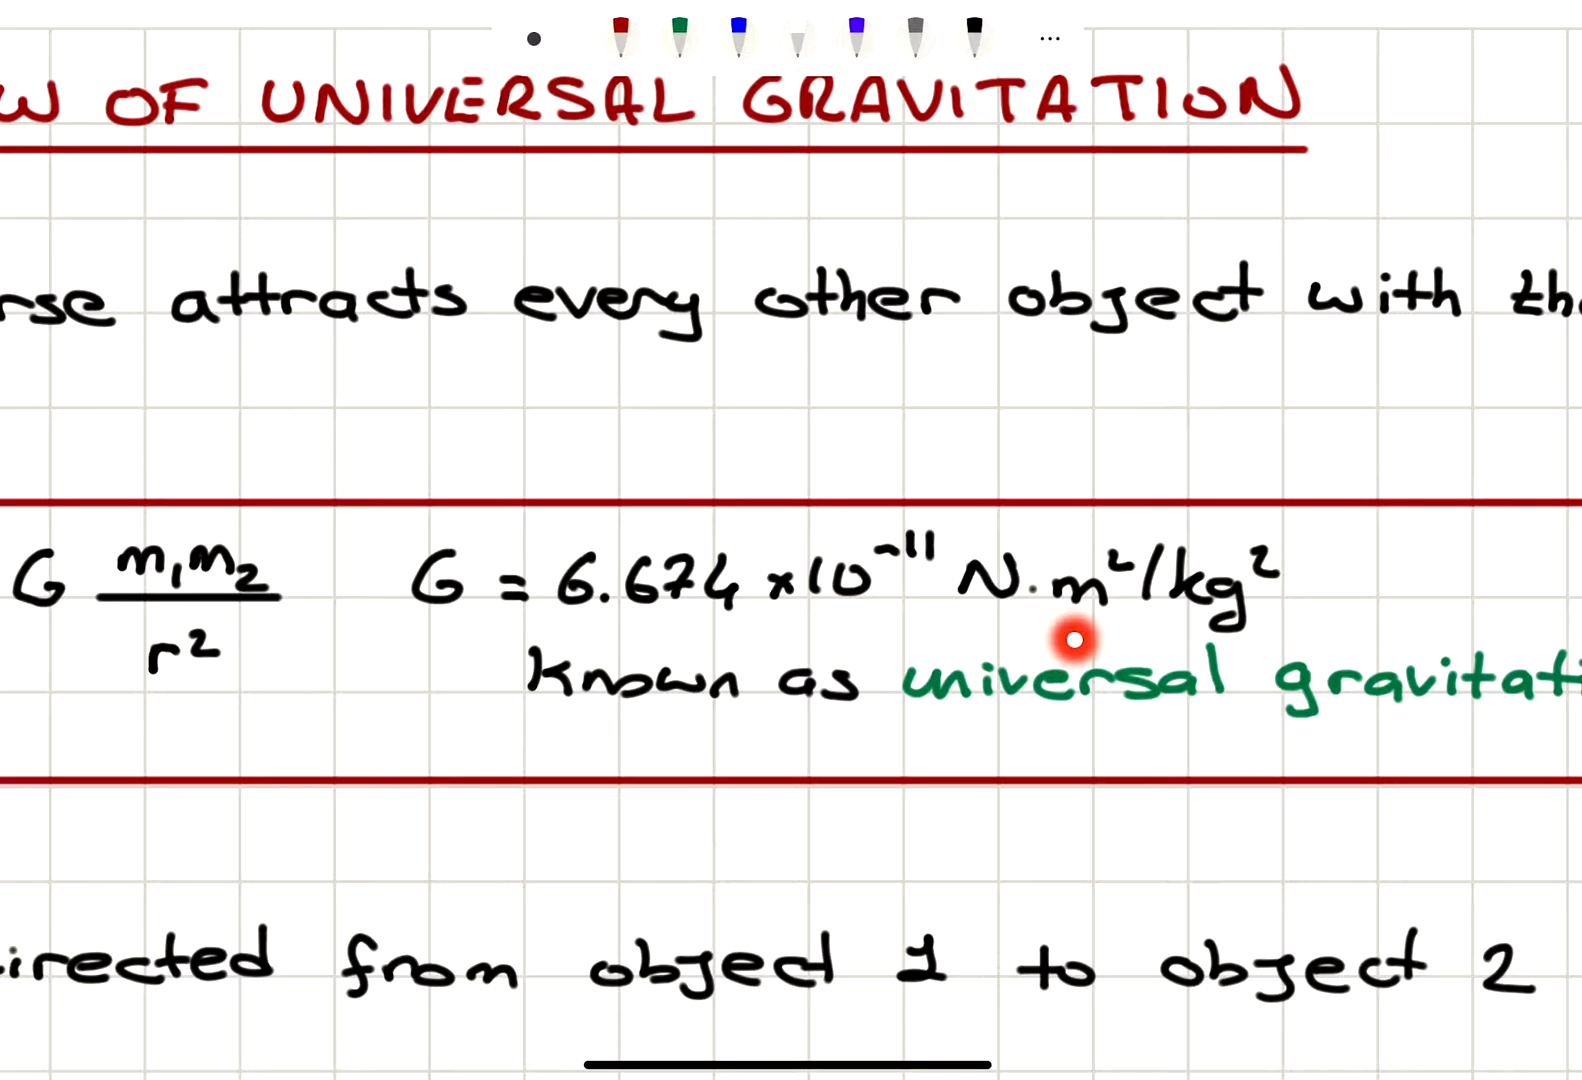 W OF UNIVERSAL GRAVITATION
rse attracts every other object with th
G m₁m₂ / r² G = 6.674 ×10⁻¹¹ N·m²/kg²
known as universal gravitati
irected from object 1 to object 2